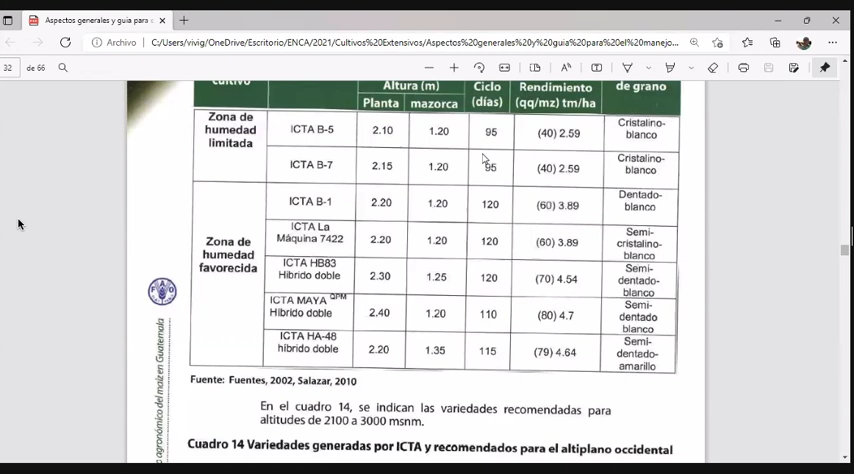 Aspectos generales y guia para e
Archivo
C:/Users/vivig/OneDrive/Escritorio/ENCA/2021/Cultivos%20Extensivos/Aspectos%20generales%20y%20guia%20para%20el%20manejo...
32 de 66
Cultivo
Altura (m)
Ciclo
Rendimiento
de grano
Planta mazorca (días) (qq/mz) tm/ha
Zona de
humedad
limitada
ICTA B-5 2.10 1.20 95 (40) 2.59 Cristalino-
blanco
ICTA B-7 2.15 1.20 95 (40) 2.59 Cristalino-
blanco
Zona de
humedad
favorecida
ICTA B-1 2.20 1.20 120 (60) 3.89 Dentado-
blanco
ICTA La
Máquina 7422 2.20 1.20 120 (60) 3.89 Semi-
cristalino-
blanco
ICTA HB83
Hibrido doble 2.30 1.25 120 (70) 4.54 Semi-
dentado-
blanco
ICTA MAYA QPM
Hibrido doble 2.40 1.20 110 (80) 4.7 Semi-
dentado
blanco
ICTA HA-48
híbrido doble 2.20 1.35 115 (79) 4.64 Semi-
dentado-
amarillo
FAO
o agronómico del maíz en Guatemala
Fuente: Fuentes, 2002, Salazar, 2010
En el cuadro 14, se indican las variedades recomendadas para
altitudes de 2100 a 3000 msnm.
Cuadro 14 Variedades generadas por ICTA y recomendados para el altiplano occidental